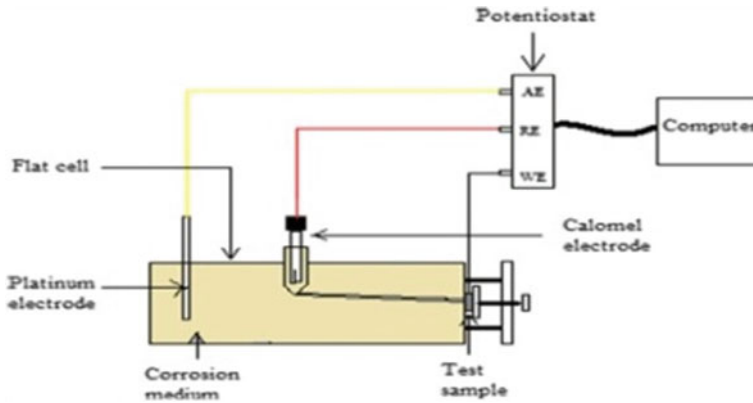 Potentiostat
AE
RE
WE
Computer
Flat cell
Calomel
electrode
Platinum
electrode
Corrosion
medium
Test
sample